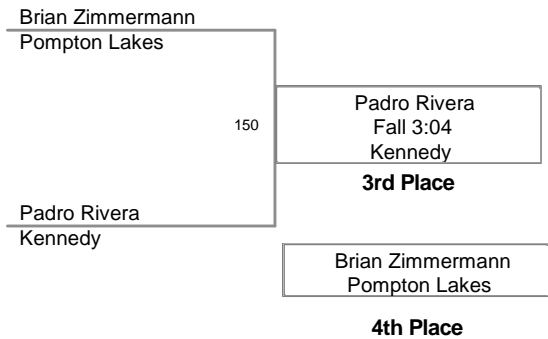 Brian Zimmermann
Pompton Lakes
150
Padro Rivera
Fall 3:04
Kennedy
3rd Place
Padro Rivera
Kennedy
Brian Zimmermann
Pompton Lakes
4th Place